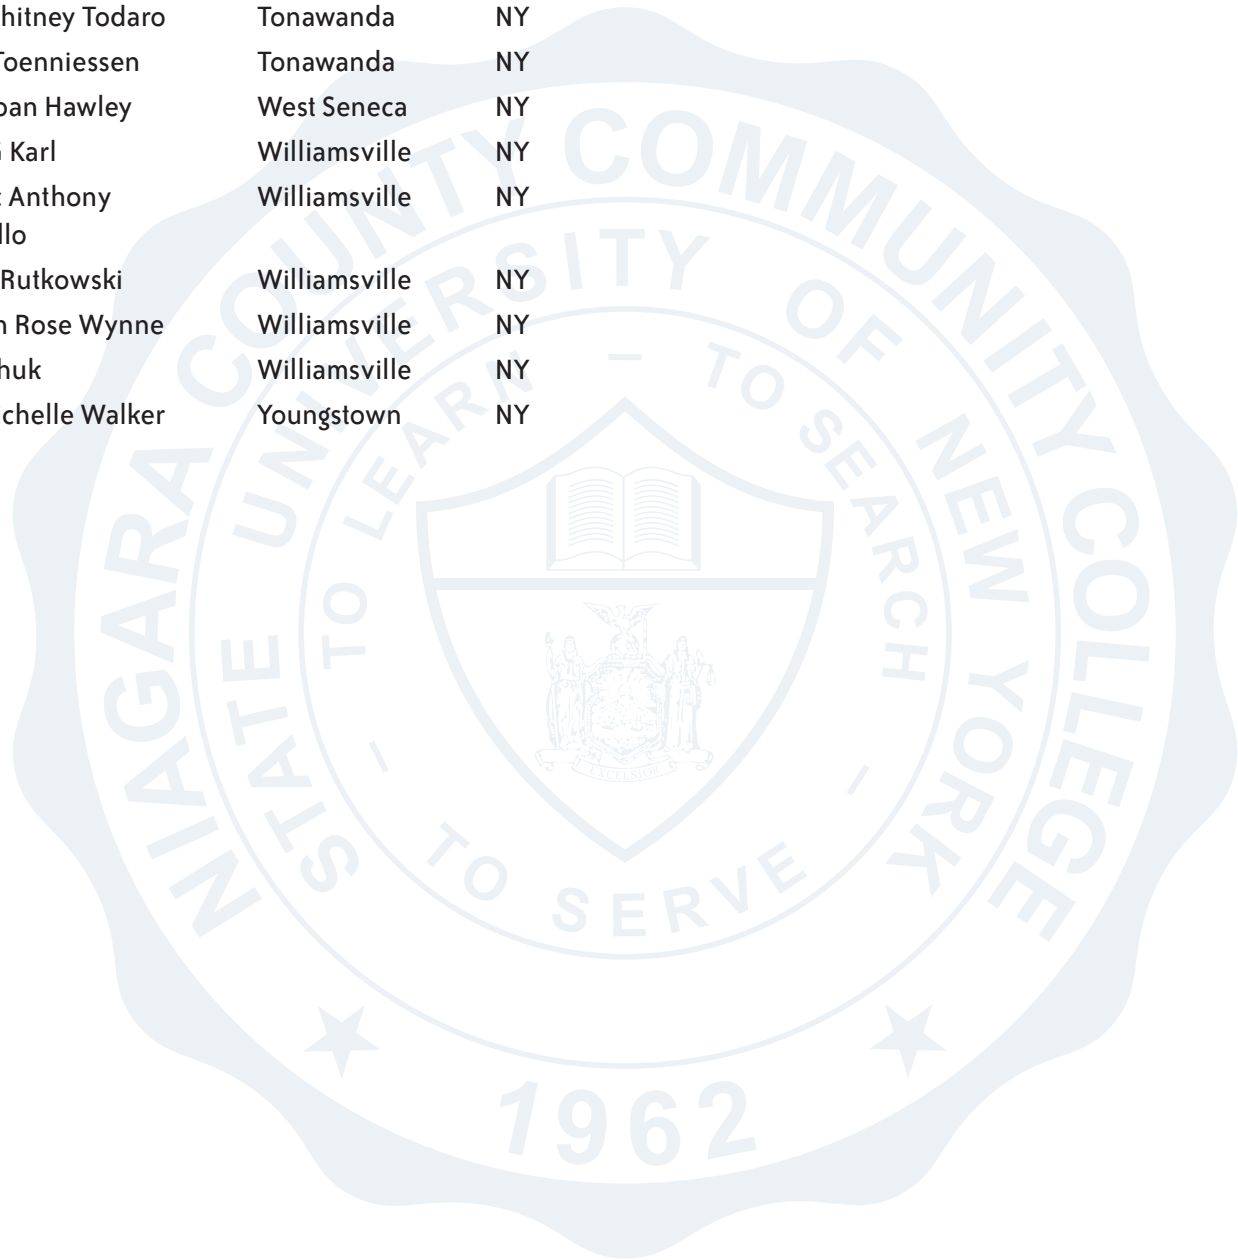 hitney Todaro Tonawanda NY
Toenniessen Tonawanda NY
oan Hawley West Seneca NY
Karl Williamsville NY
Anthony Williamsville NY
llo
Rutkowski Williamsville NY
n Rose Wynne Williamsville NY
huk Williamsville NY
ichelle Walker Youngstown NY
NIAGARA COUNTY COMMUNITY COLLEGE
STATE UNIVERSITY OF NEW YORK
TO LEARN – TO SEARCH – TO SERVE –
EXCELSIOR
1962